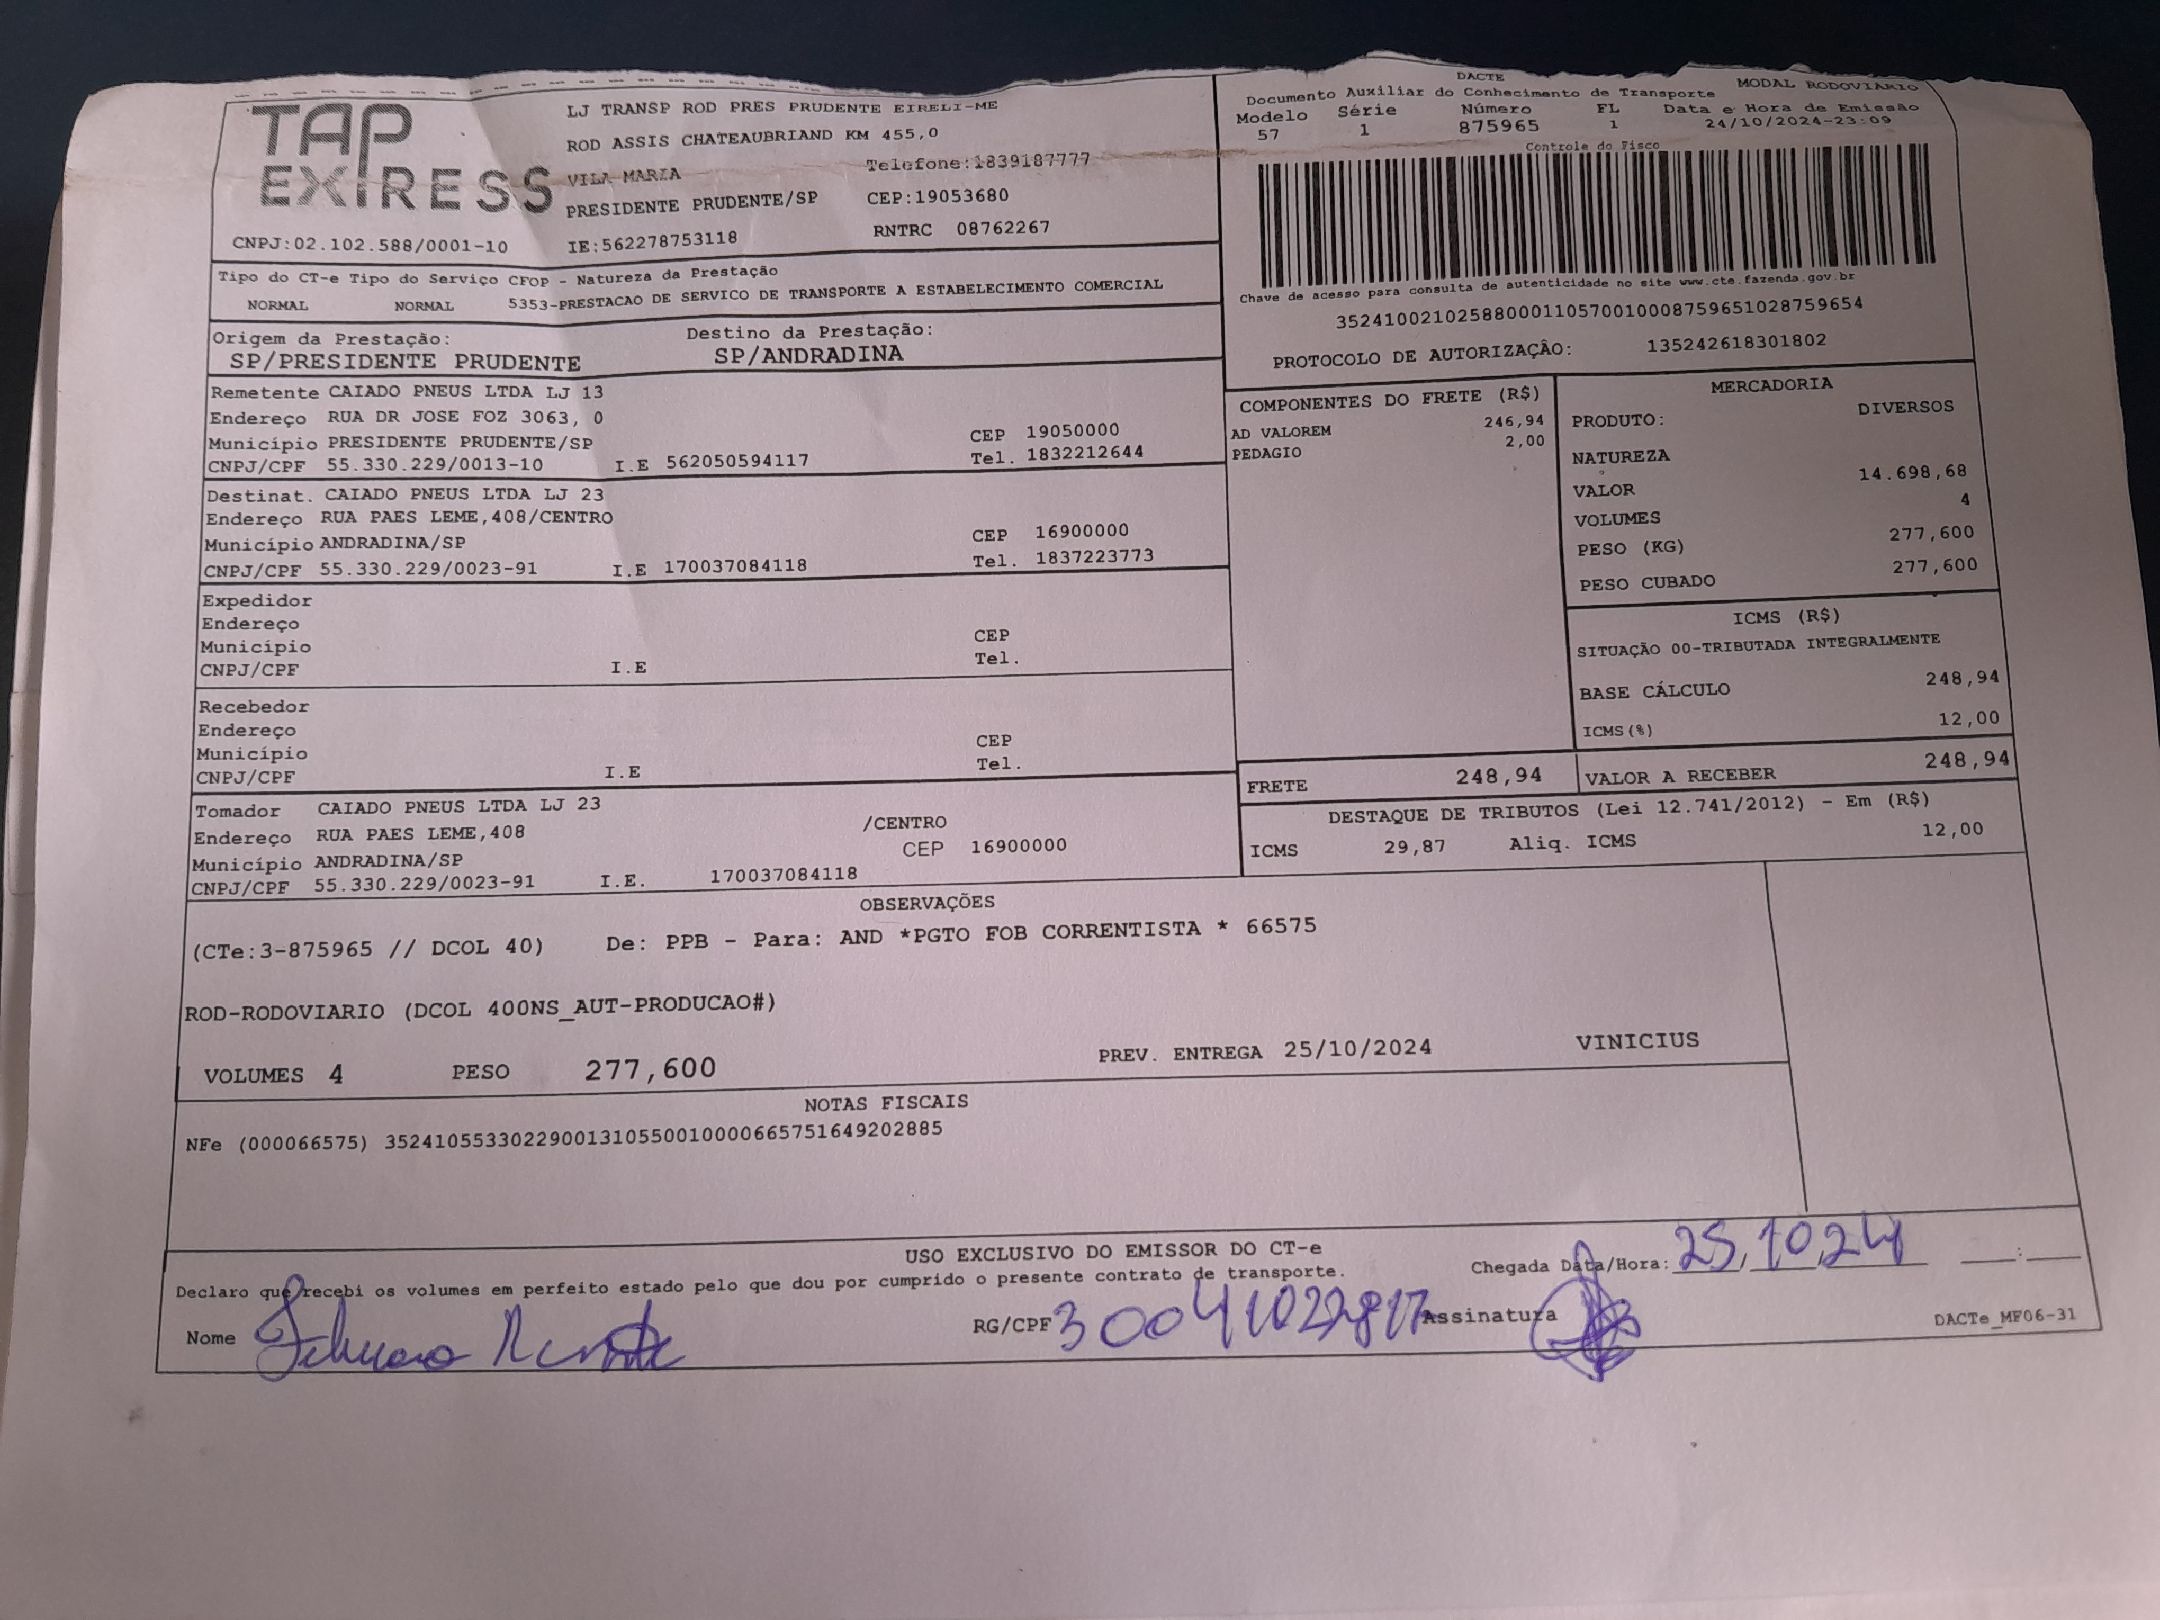 TAP EXPRESS
LJ TRANSP ROD PRES PRUDENTE EIRELI-ME
ROD ASSIS CHATEAUBRIAND KM 455,0
VILA MARIA Telefone:1839187777
PRESIDENTE PRUDENTE/SP CEP:19053680
CNPJ:02.102.588/0001-10 IE:562278753118 RNTRC 08762267
DACTE MODAL RODOVIÁRIO
Documento Auxiliar do Conhecimento de Transporte
Modelo Série Número FL Data e Hora de Emissão
57 1 875965 1 24/10/2024-23:09
Controle do Fisco
Chave de acesso para consulta de autenticidade no site www.cte.fazenda.gov.br
35241002102588000110570010008759651028759654
PROTOCOLO DE AUTORIZAÇÃO: 135242618301802
Tipo do CT-e Tipo do Serviço CFOP - Natureza da Prestação
NORMAL NORMAL 5353-PRESTACAO DE SERVICO DE TRANSPORTE A ESTABELECIMENTO COMERCIAL
Origem da Prestação: Destino da Prestação:
SP/PRESIDENTE PRUDENTE SP/ANDRADINA
Remetente CAIADO PNEUS LTDA LJ 13
Endereço RUA DR JOSE FOZ 3063, 0
Município PRESIDENTE PRUDENTE/SP CEP 19050000
CNPJ/CPF 55.330.229/0013-10 I.E 562050594117 Tel. 1832212644
Destinat. CAIADO PNEUS LTDA LJ 23
Endereço RUA PAES LEME,408/CENTRO
Município ANDRADINA/SP CEP 16900000
CNPJ/CPF 55.330.229/0023-91 I.E 170037084118 Tel. 1837223773
Expedidor
Endereço
Município CEP
CNPJ/CPF I.E Tel.
Recebedor
Endereço
Município CEP
CNPJ/CPF I.E Tel.
Tomador CAIADO PNEUS LTDA LJ 23
Endereço RUA PAES LEME,408 /CENTRO
Município ANDRADINA/SP CEP 16900000
CNPJ/CPF 55.330.229/0023-91 I.E. 170037084118
COMPONENTES DO FRETE (R$)
AD VALOREM 246,94
PEDAGIO 2,00
MERCADORIA
PRODUTO: DIVERSOS
NATUREZA
VALOR 14.698,68
VOLUMES 4
PESO (KG) 277,600
PESO CUBADO 277,600
ICMS (R$)
SITUAÇÃO 00-TRIBUTADA INTEGRALMENTE
BASE CÁLCULO 248,94
ICMS(%) 12,00
FRETE 248,94 VALOR A RECEBER 248,94
DESTAQUE DE TRIBUTOS (Lei 12.741/2012) - Em (R$)
ICMS 29,87 Aliq. ICMS 12,00
OBSERVAÇÕES
(CTe:3-875965 // DCOL 40) De: PPB - Para: AND *PGTO FOB CORRENTISTA * 66575
ROD-RODOVIARIO (DCOL 400NS_AUT-PRODUCAO#)
VOLUMES 4 PESO 277,600 PREV. ENTREGA 25/10/2024 VINICIUS
NOTAS FISCAIS
NFe (000066575) 35241055330229001310550010000665751649202885
USO EXCLUSIVO DO EMISSOR DO CT-e
Declaro que recebi os volumes em perfeito estado pelo que dou por cumprido o presente contrato de transporte.
Chegada Data/Hora: 25/10/24 :
Nome RG/CPF Assinatura
DACTe_MF06-31